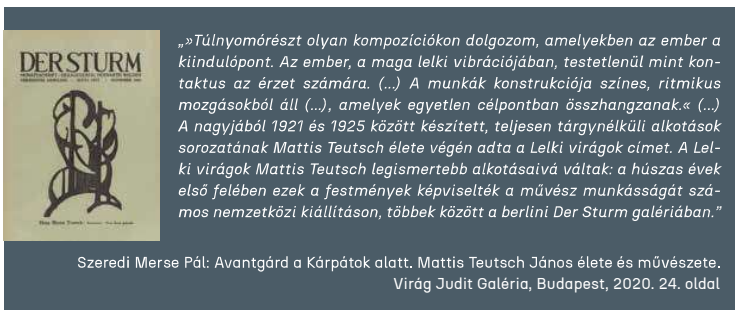 DER STURM
MONATSSCHRIFT / HERAUSGEBER: HERWARTH WALDEN
„»Túlnyomórészt olyan kompozíciókon dolgozom, amelyekben az ember a
kiindulópont. Az ember, a maga lelki vibrációjában, testetlenül mint kon-
taktus az érzet számára. (...) A munkák konstrukciója színes, ritmikus
mozgásokból áll (...), amelyek egyetlen célpontban összhangzanak.« (...)
A nagyjából 1921 és 1925 között készített, teljesen tárgynélküli alkotások
sorozatának Mattis Teutsch élete végén adta a Lelki virágok címet. A Lel-
ki virágok Mattis Teutsch legismertebb alkotásaivá váltak: a húszas évek
első felében ezek a festmények képviselték a művész munkásságát szá-
mos nemzetközi kiállításon, többek között a berlini Der Sturm galériában.”
Szeredi Merse Pál: Avantgárd a Kárpátok alatt. Mattis Teutsch János élete és művészete.
Virág Judit Galéria, Budapest, 2020. 24. oldal